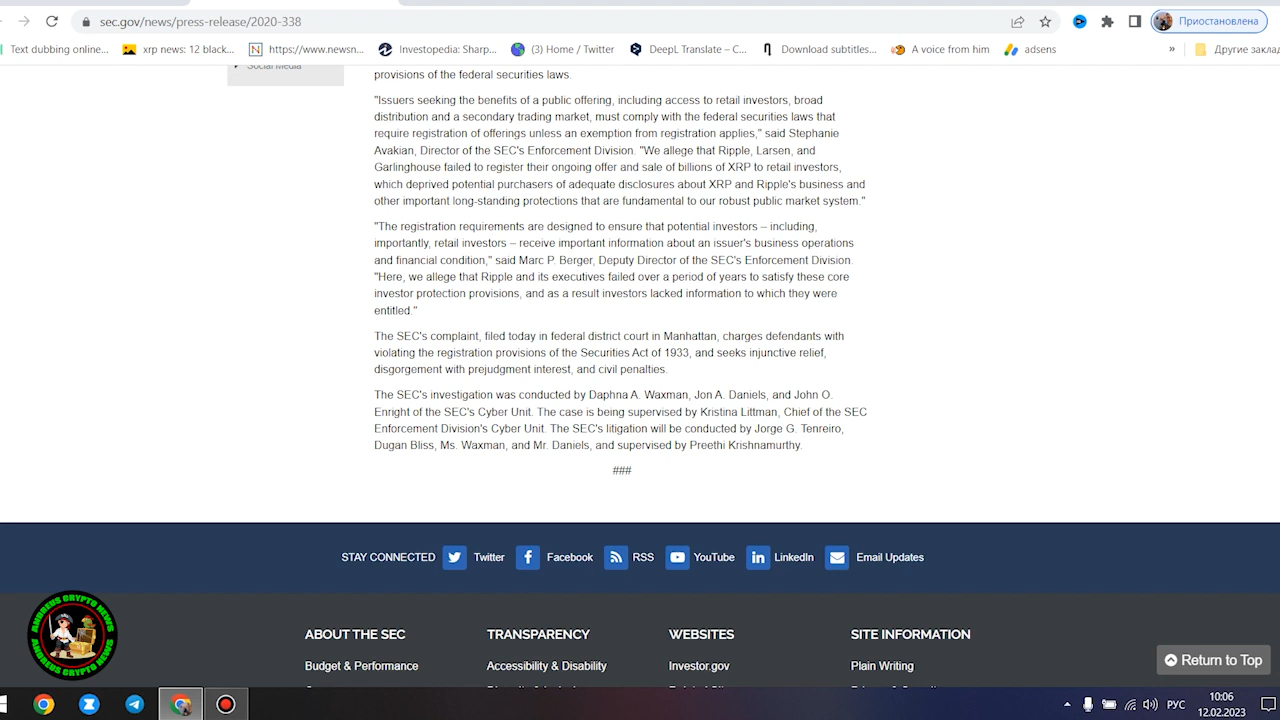 sec.gov/news/press-release/2020-338
Приостановлена
Text dubbing online...
xrp news: 12 black...
https://www.newsn...
Investopedia: Sharp...
(3) Home / Twitter
DeepL Translate – C...
Download subtitles...
A voice from him
adsens
»
Другие заклад
Social Media
provisions of the federal securities laws.
"Issuers seeking the benefits of a public offering, including access to retail investors, broad
distribution and a secondary trading market, must comply with the federal securities laws that
require registration of offerings unless an exemption from registration applies," said Stephanie
Avakian, Director of the SEC's Enforcement Division. "We allege that Ripple, Larsen, and
Garlinghouse failed to register their ongoing offer and sale of billions of XRP to retail investors,
which deprived potential purchasers of adequate disclosures about XRP and Ripple's business and
other important long-standing protections that are fundamental to our robust public market system."
"The registration requirements are designed to ensure that potential investors – including,
importantly, retail investors – receive important information about an issuer's business operations
and financial condition," said Marc P. Berger, Deputy Director of the SEC's Enforcement Division.
"Here, we allege that Ripple and its executives failed over a period of years to satisfy these core
investor protection provisions, and as a result investors lacked information to which they were
entitled."
The SEC's complaint, filed today in federal district court in Manhattan, charges defendants with
violating the registration provisions of the Securities Act of 1933, and seeks injunctive relief,
disgorgement with prejudgment interest, and civil penalties.
The SEC's investigation was conducted by Daphna A. Waxman, Jon A. Daniels, and John O.
Enright of the SEC's Cyber Unit. The case is being supervised by Kristina Littman, Chief of the SEC
Enforcement Division's Cyber Unit. The SEC's litigation will be conducted by Jorge G. Tenreiro,
Dugan Bliss, Ms. Waxman, and Mr. Daniels, and supervised by Preethi Krishnamurthy.
###
STAY CONNECTED Twitter Facebook RSS YouTube LinkedIn Email Updates
ANDREUS CRYPTO NEWS
ANDREUS CRYPTO NEWS
ABOUT THE SEC TRANSPARENCY WEBSITES SITE INFORMATION
Budget & Performance Accessibility & Disability Investor.gov Plain Writing
Return to Top
РУС
10:06
12.02.2023